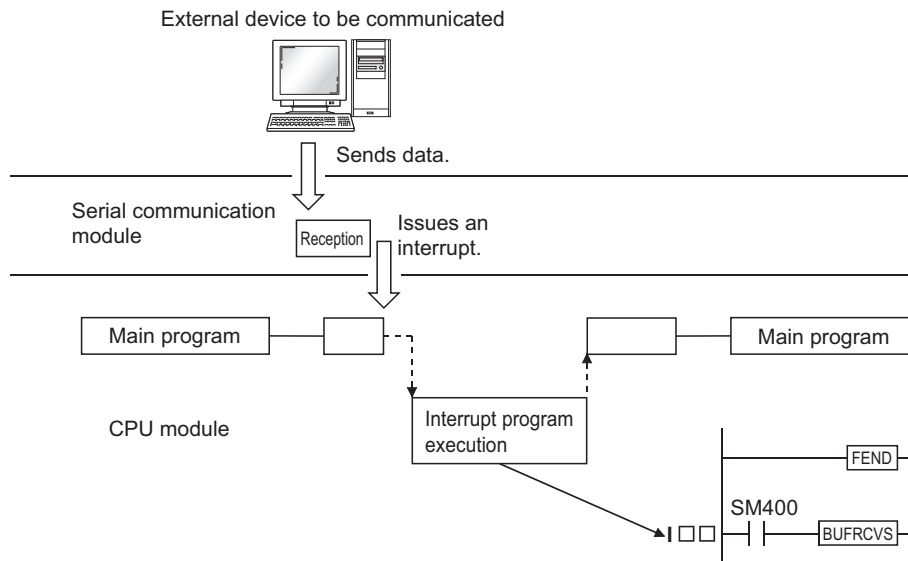 External device to be communicated
Sends data.
Serial communication
module
Reception
Issues an
interrupt.
Main program
Main program
Interrupt program
execution
CPU module
FEND
SM400
I□□
BUFRCVS